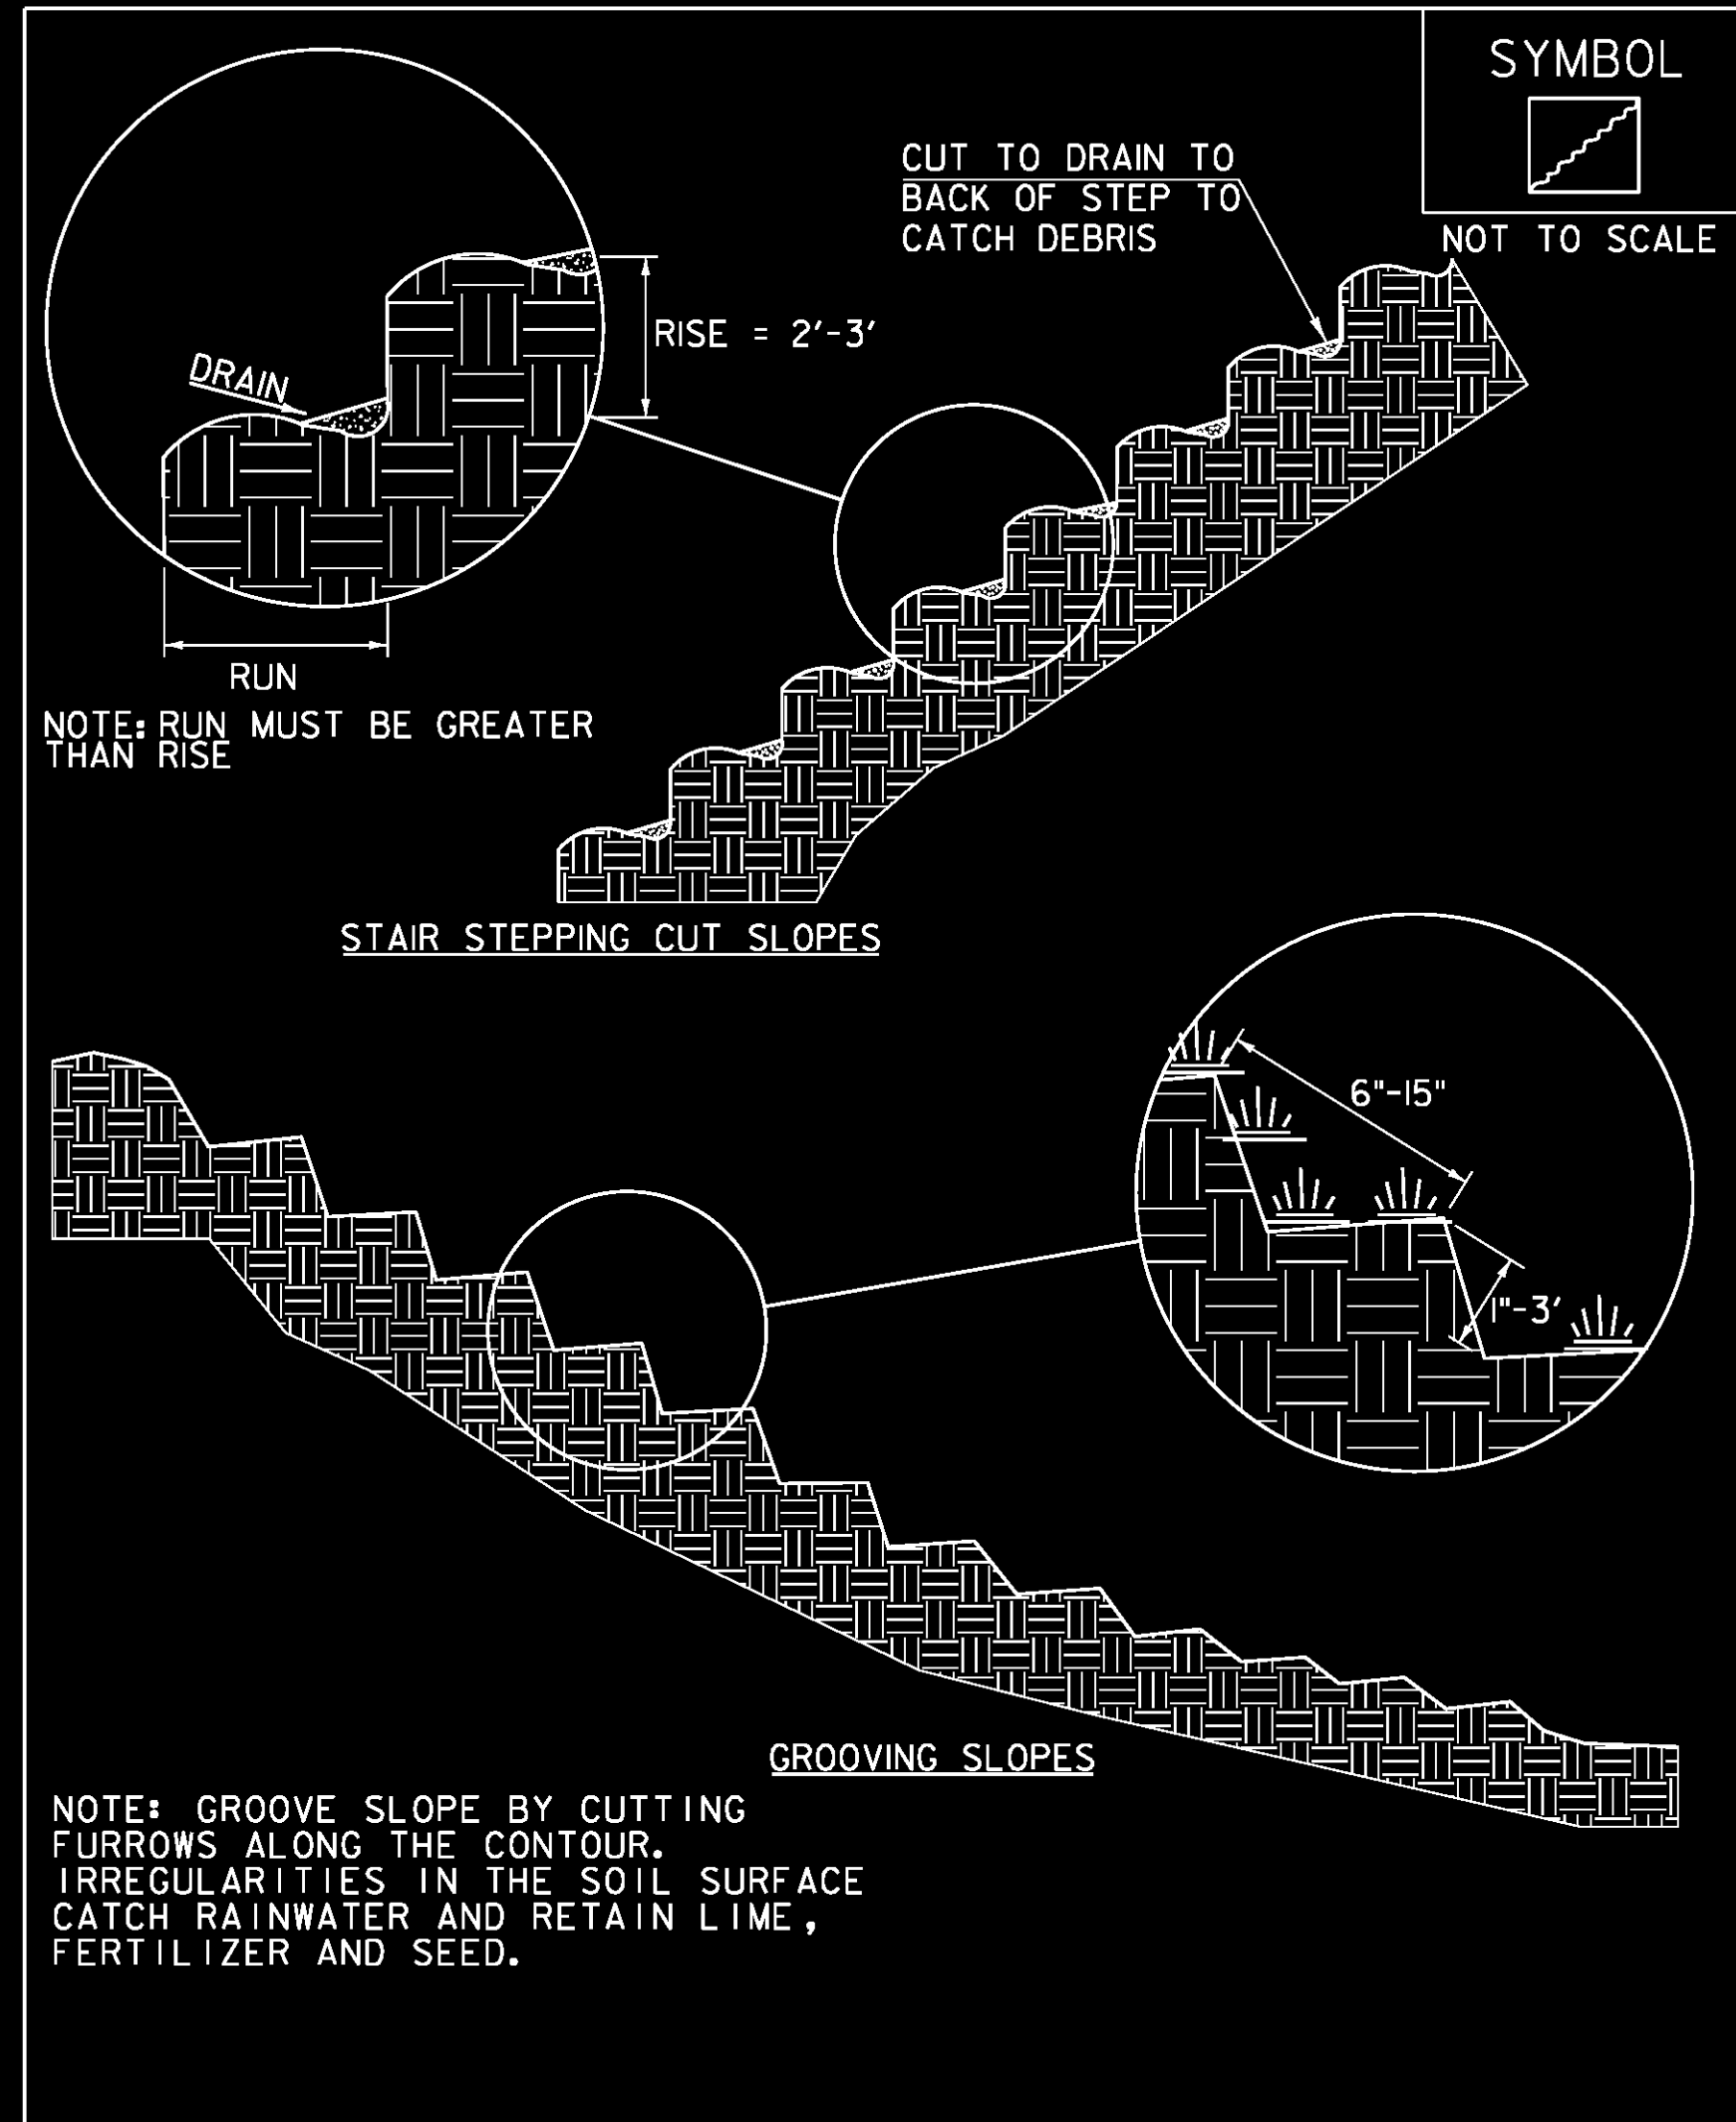 SYMBOL
NOT TO SCALE
CUT TO DRAIN TO
BACK OF STEP TO
CATCH DEBRIS
RISE = 2'-3'
DRAIN
RUN
NOTE: RUN MUST BE GREATER
THAN RISE
STAIR STEPPING CUT SLOPES
6"-15"
1"-3'
GROOVING SLOPES
NOTE: GROOVE SLOPE BY CUTTING
FURROWS ALONG THE CONTOUR.
IRREGULARITIES IN THE SOIL SURFACE
CATCH RAINWATER AND RETAIN LIME,
FERTILIZER AND SEED.